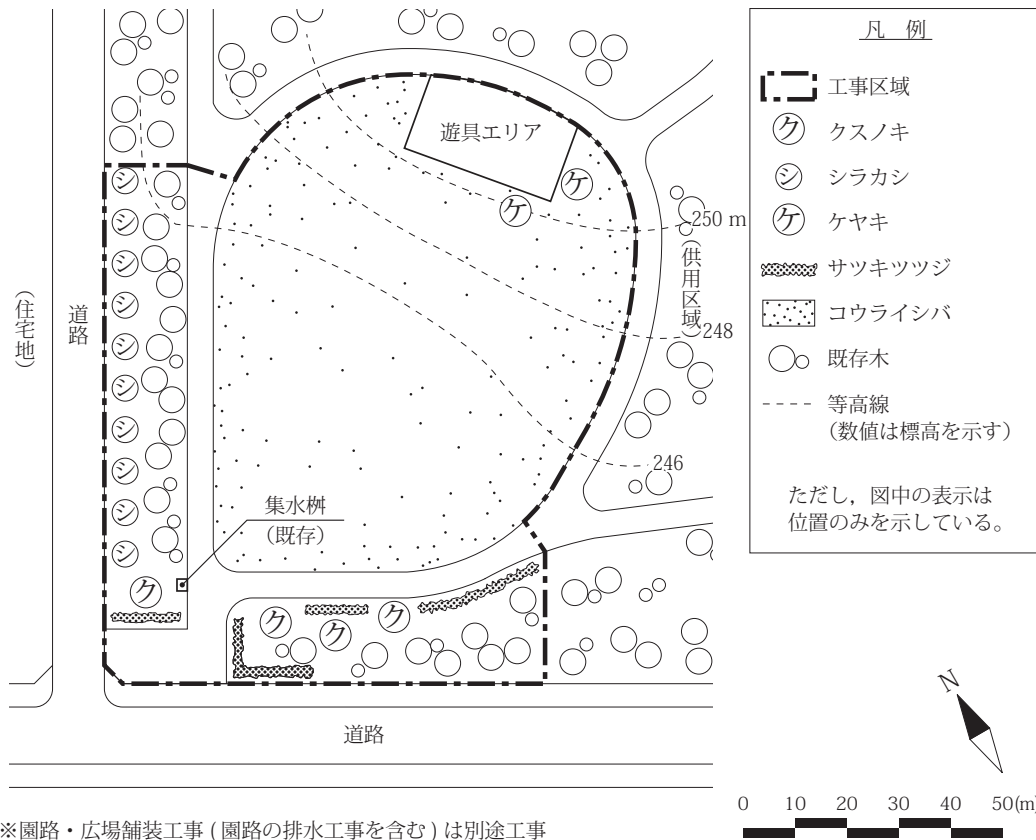 遊具エリア
ケ
ケ
250 m
(供用区域)
248
246
(住宅地)
道路
シ
シ
シ
シ
シ
シ
シ
シ
シ
シ
集水桝
(既存)
ク
ク
ク
ク
道路
凡 例
工事区域
ク クスノキ
シ シラカシ
ケ ケヤキ
サツキツツジ
コウライシバ
既存木
等高線
(数値は標高を示す)
ただし，図中の表示は
位置のみを示している。
N
0 10 20 30 40 50(m)
※園路・広場舗装工事 ( 園路の排水工事を含む ) は別途工事